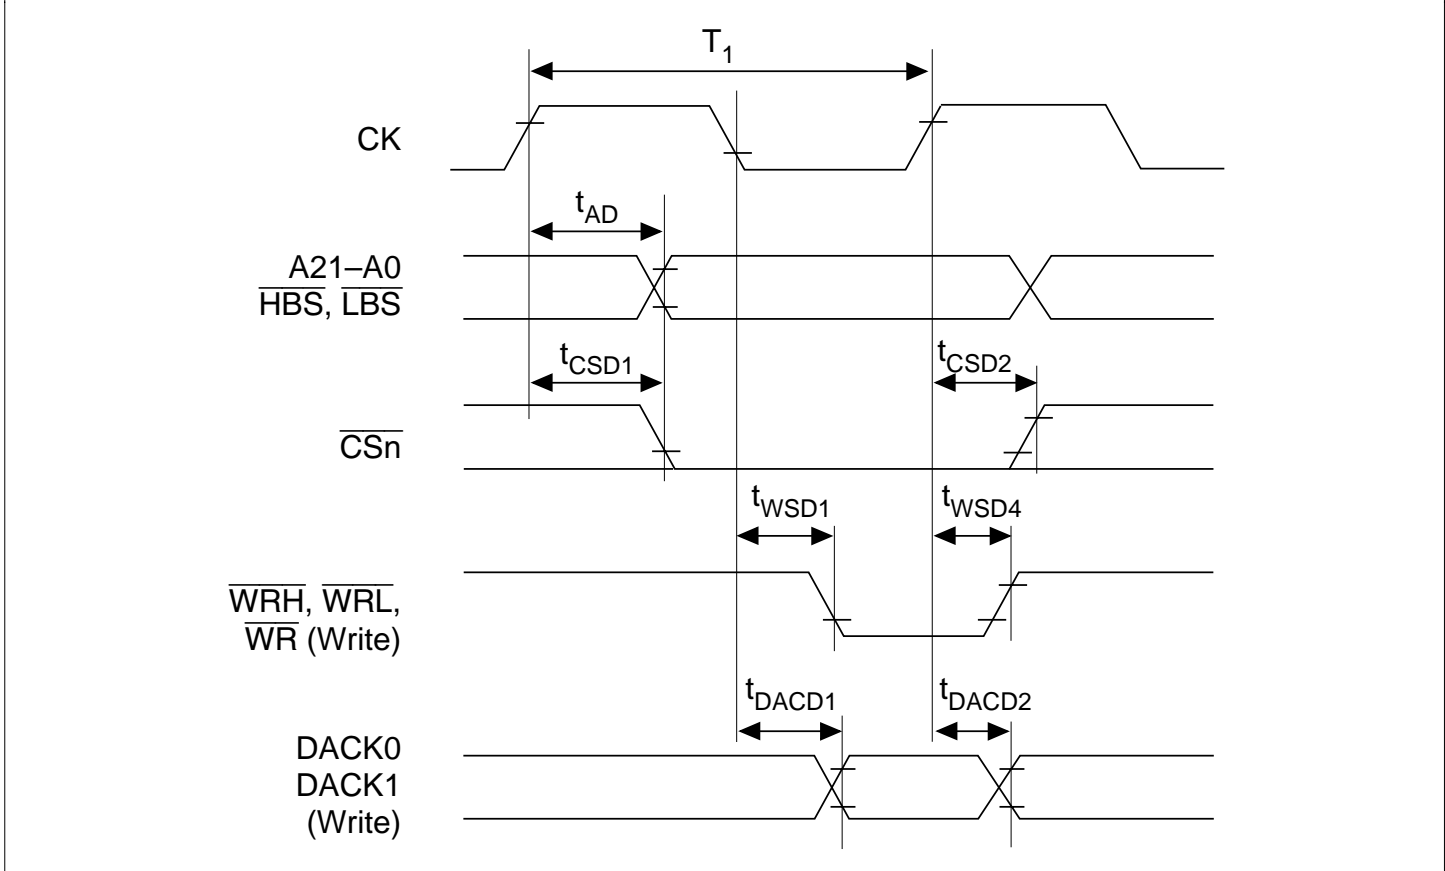 T1
CK
tAD
A21–A0
HBS, LBS
tCSD1 tCSD2
CSn
tWSD1 tWSD4
WRH, WRL,
WR (Write)
tDACD1 tDACD2
DACK0
DACK1
(Write)